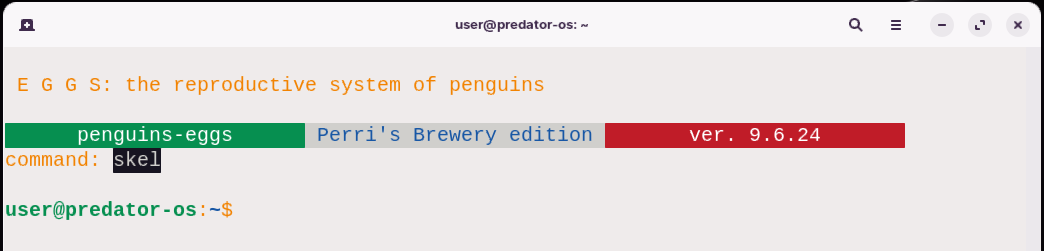 user@predator-os: ~
E G G S: the reproductive system of penguins
penguins-eggs Perri's Brewery edition ver. 9.6.24
command: skel
user@predator-os:~$